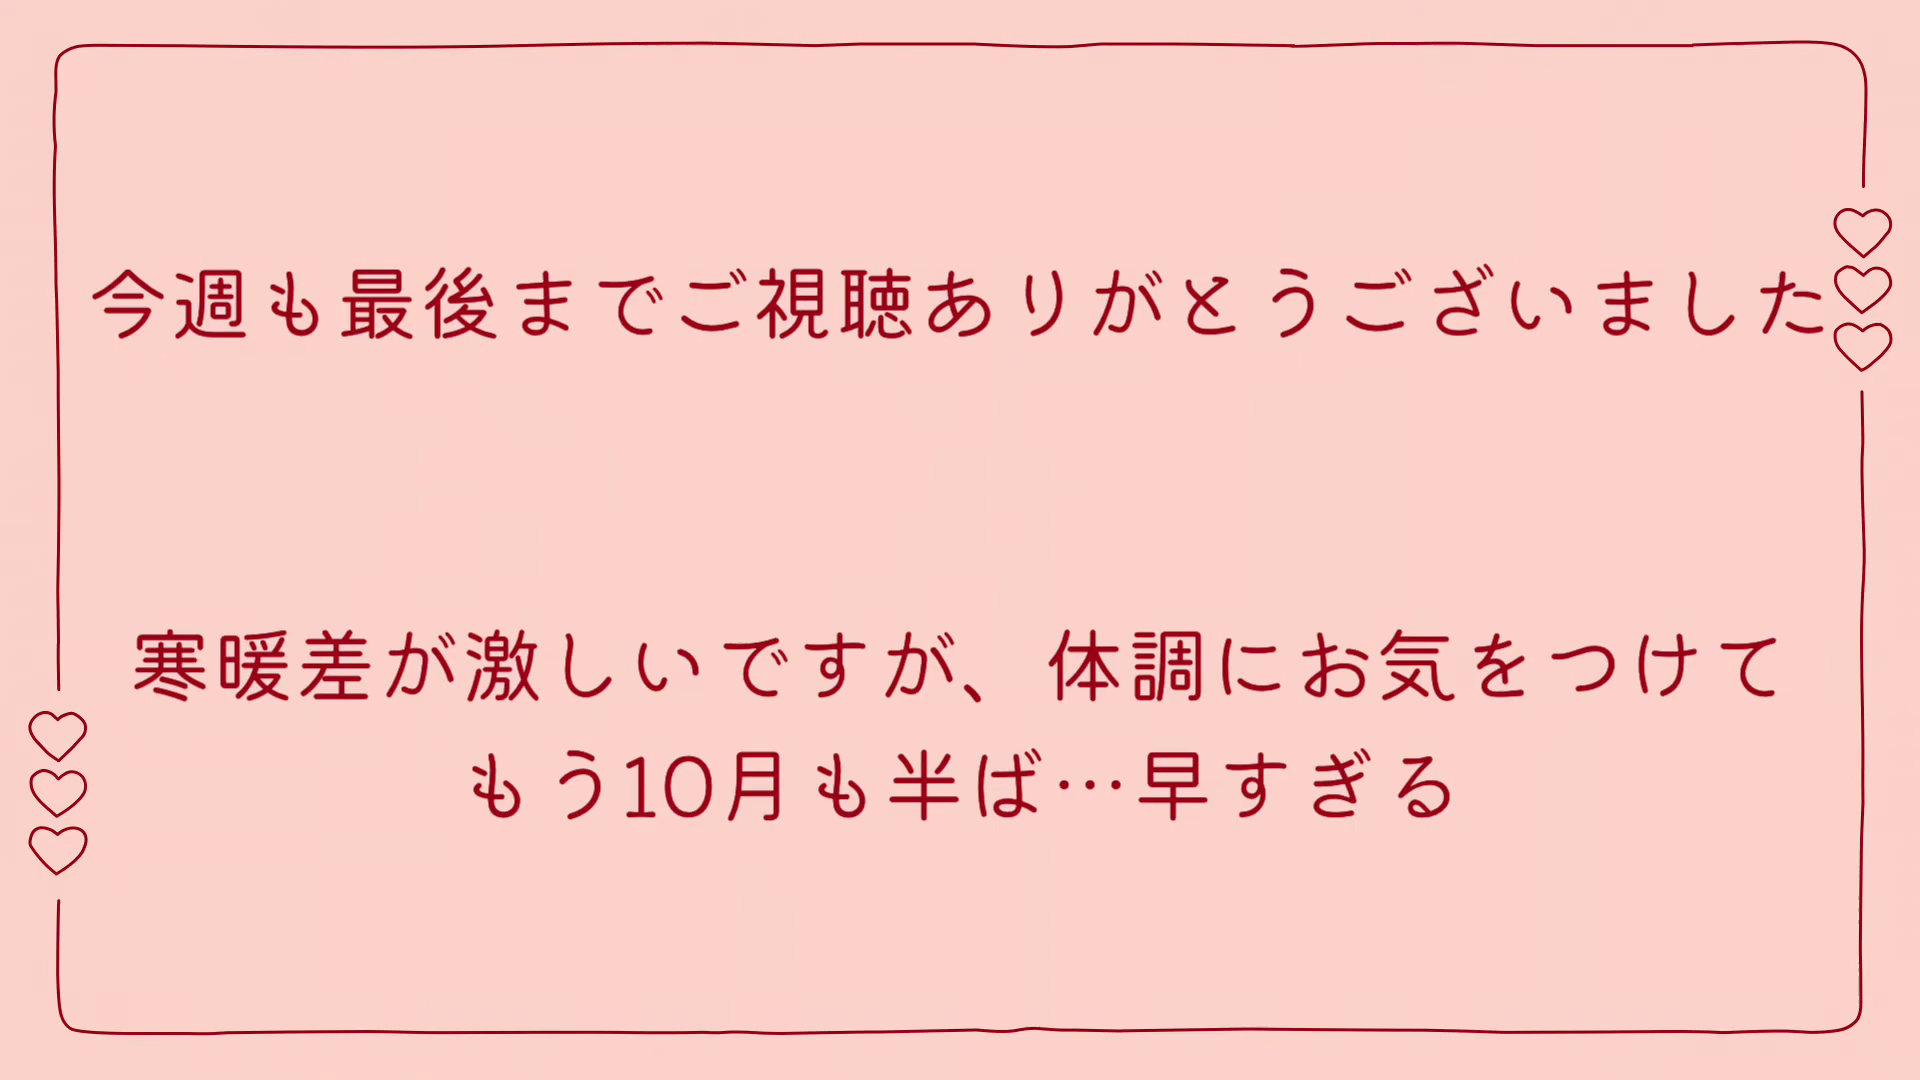 今週も最後までご視聴ありがとうございました
寒暖差が激しいですが、体調にお気をつけて
もう10月も半ば…早すぎる